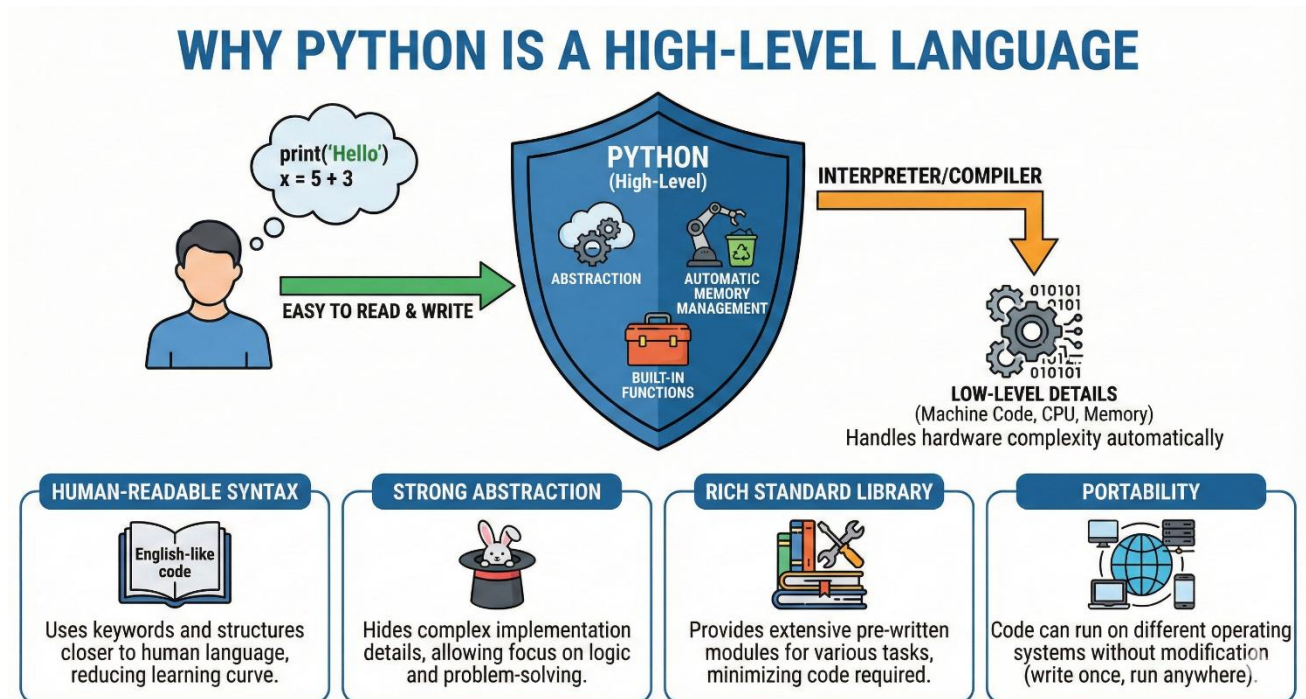 WHY PYTHON IS A HIGH-LEVEL LANGUAGE
print(‘Hello’)
x = 5 + 3
EASY TO READ & WRITE
PYTHON
(High-Level)
ABSTRACTION
AUTOMATIC
MEMORY
MANAGEMENT
BUILT-IN
FUNCTIONS
INTERPRETER/COMPILER
010101
0101
010101
LOW-LEVEL DETAILS
(Machine Code, CPU, Memory)
Handles hardware complexity automatically
HUMAN-READABLE SYNTAX
English-like
code
Uses keywords and structures
closer to human language,
reducing learning curve.
STRONG ABSTRACTION
Hides complex implementation
details, allowing focus on logic
and problem-solving.
RICH STANDARD LIBRARY
Provides extensive pre-written
modules for various tasks,
minimizing code required.
PORTABILITY
Code can run on different operating
systems without modification
(write once, run anywhere).